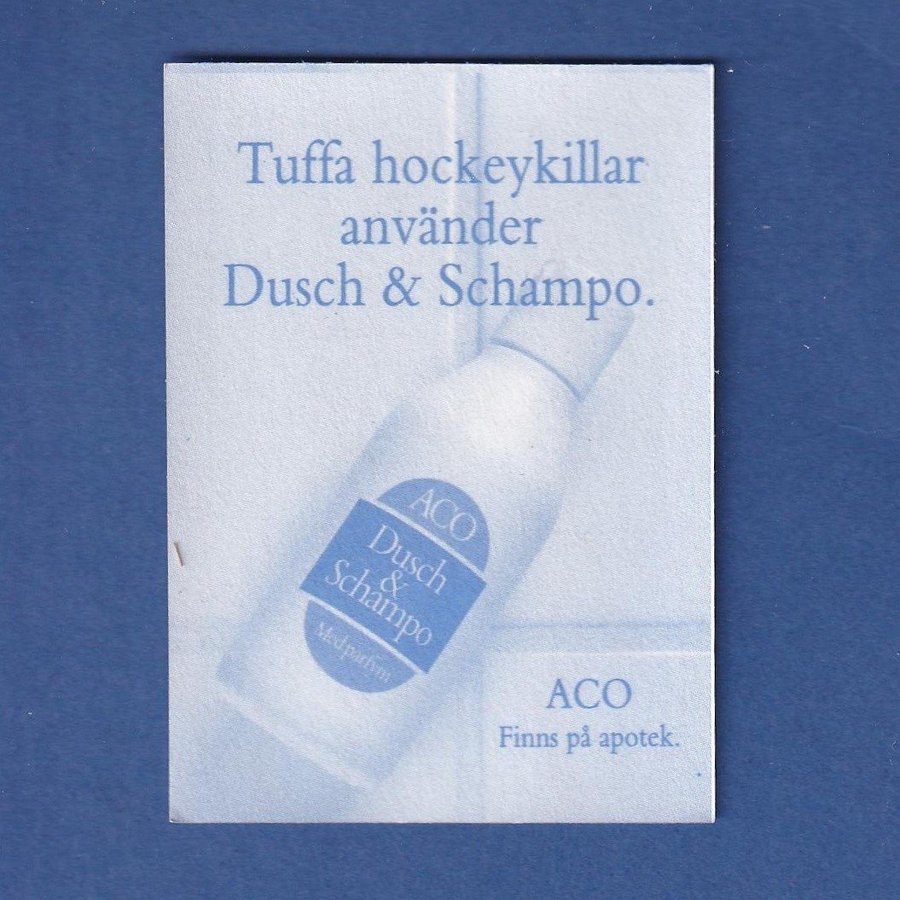 Tuffa hockeykillar
använder
Dusch & Schampo.
ACO
Dusch
&
Schampo
Med parfym
ACO
Finns på apotek.